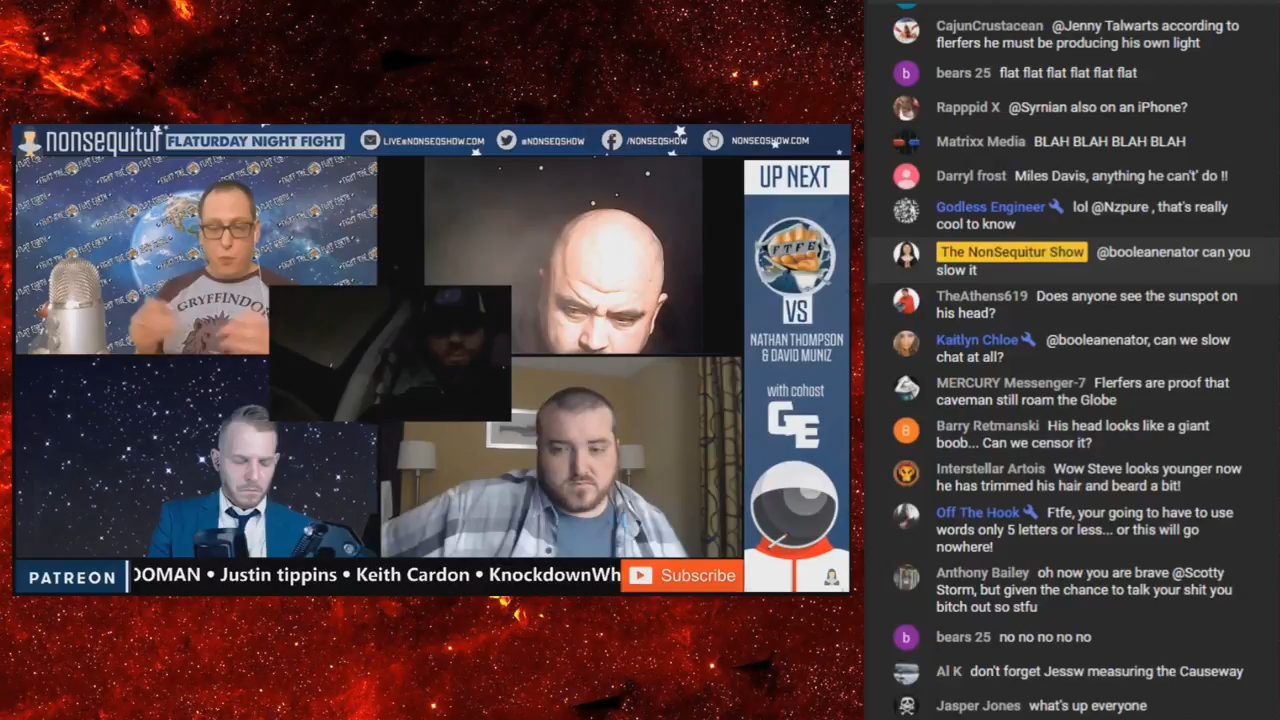 nonsequitur FLATURDAY NIGHT FIGHT LIVE@NONSEQSHOW.COM @NONSEQSHOW /NONSEQSHOW NONSEQSHOW.COM
GRYFFINDOR
UP NEXT
FTFE
VS
NATHAN THOMPSON
& DAVID MUNIZ
with cohost
GE
PATREON
OOMAN • Justin tippins • Keith Cardon • KnockdownWh
Subscribe
CajunCrustacean @Jenny Talwarts according to
flerfers he must be producing his own light
b
bears 25 flat flat flat flat flat flat
Rapppid X @Syrnian also on an iPhone?
Matrixx Media BLAH BLAH BLAH BLAH
Darryl frost Miles Davis, anything he can't' do !!
Godless Engineer lol @Nzpure , that's really
cool to know
The NonSequitur Show @booleanenator can you
slow it
TheAthens619 Does anyone see the sunspot on
his head?
Kaitlyn Chloe @booleanenator, can we slow
chat at all?
MERCURY Messenger-7 Flerfers are proof that
caveman still roam the Globe
B
Barry Retmanski His head looks like a giant
boob... Can we censor it?
Interstellar Artois Wow Steve looks younger now
he has trimmed his hair and beard a bit!
Off The Hook Ftfe, your going to have to use
words only 5 letters or less... or this will go
nowhere!
Anthony Bailey oh now you are brave @Scotty
Storm, but given the chance to talk your shit you
bitch out so stfu
b
bears 25 no no no no no
Al K don't forget Jessw measuring the Causeway
Jasper Jones what's up everyone